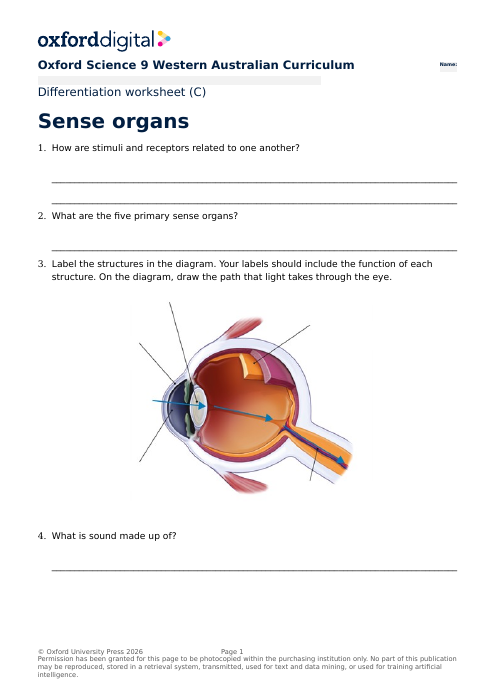 oxforddigital
Oxford Science 9 Western Australian Curriculum
Name:
Differentiation worksheet (C)
Sense organs
1. How are stimuli and receptors related to one another?
2. What are the five primary sense organs?
3. Label the structures in the diagram. Your labels should include the function of each
structure. On the diagram, draw the path that light takes through the eye.
4. What is sound made up of?
© Oxford University Press 2026 Page 1
Permission has been granted for this page to be photocopied within the purchasing institution only. No part of this publication
may be reproduced, stored in a retrieval system, transmitted, used for text and data mining, or used for training artificial
intelligence.